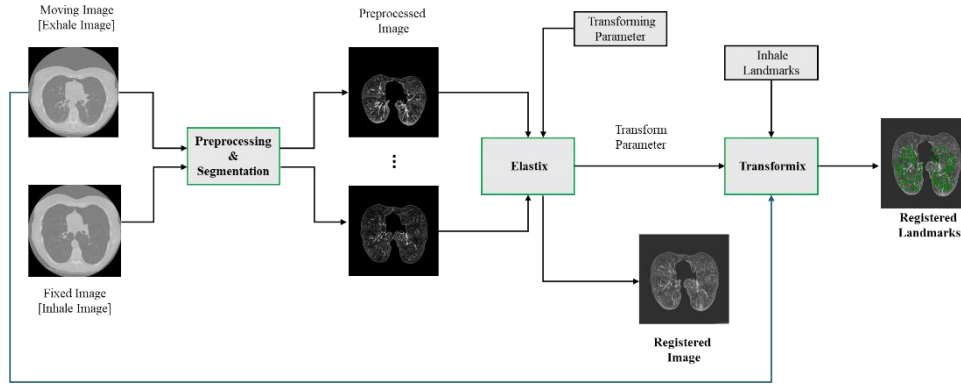 Moving Image
[Exhale Image]
Preprocessed
Image
Transforming
Parameter
Inhale
Landmarks
Preprocessing
&
Segmentation
Elastix
Transform
Parameter
Transformix
Registered
Landmarks
Fixed Image
[Inhale Image]
Registered
Image